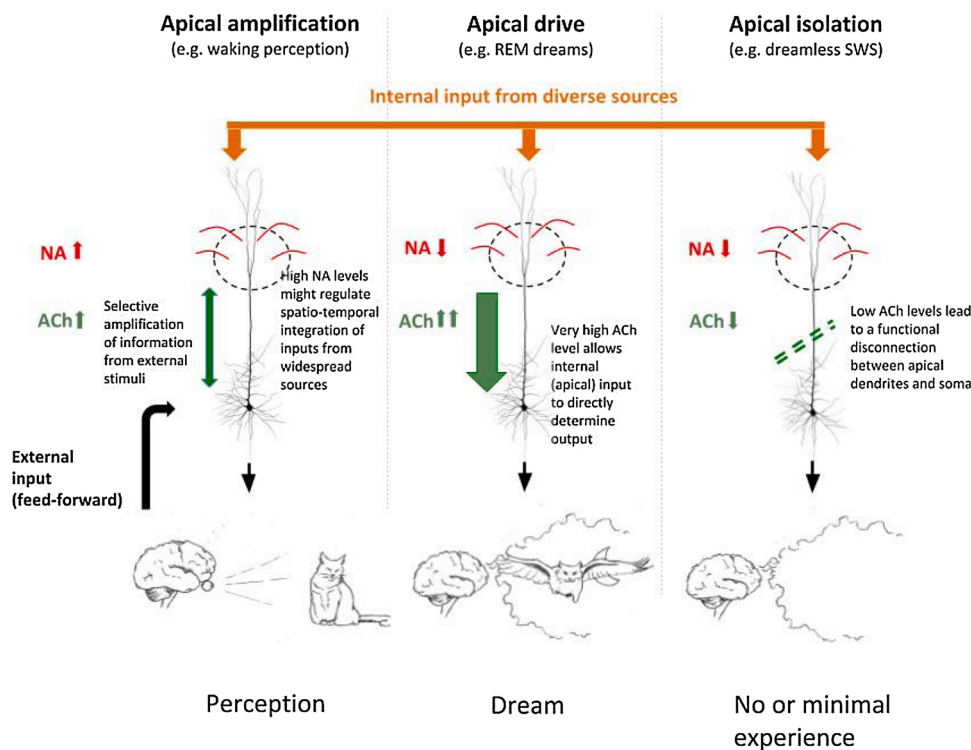 Apical amplification
(e.g. waking perception)
Apical drive
(e.g. REM dreams)
Apical isolation
(e.g. dreamless SWS)
Internal input from diverse sources
NA
ACh
Selective
amplification
of information
from external
stimuli
High NA levels
might regulate
spatio-temporal
integration of
inputs from
widespread
sources
External
input
(feed-forward)
NA
ACh
Very high ACh
level allows
internal
(apical) input
to directly
determine
output
NA
ACh
Low ACh levels lead
to a functional
disconnection
between apical
dendrites and soma
Perception
Dream
No or minimal
experience